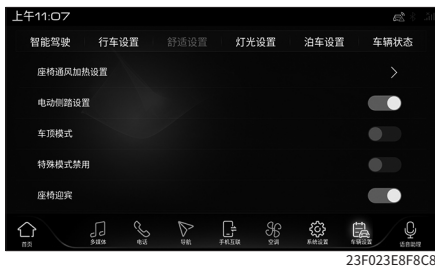 上午11:07
智能驾驶 行车设置 舒适设置 灯光设置 泊车设置 车辆状态
座椅通风加热设置
电动侧踏设置
车顶模式
特殊模式禁用
座椅迎宾
首页 多媒体 电话 导航 手机互联 空调 系统设置 车辆设置 语音助理
23F023E8F8C8